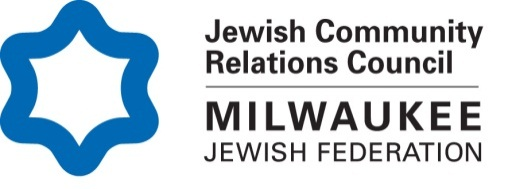 Jewish Community
Relations Council
MILWAUKEE
JEWISH FEDERATION